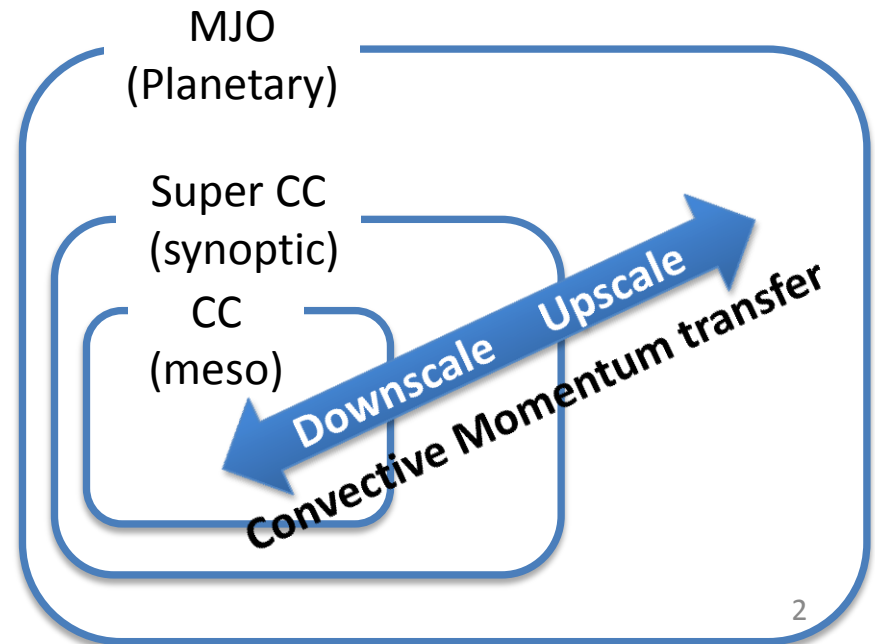 MJO
(Planetary)
Super CC
(synoptic)
CC
(meso)
Downscale Upscale
Convective Momentum transfer
2